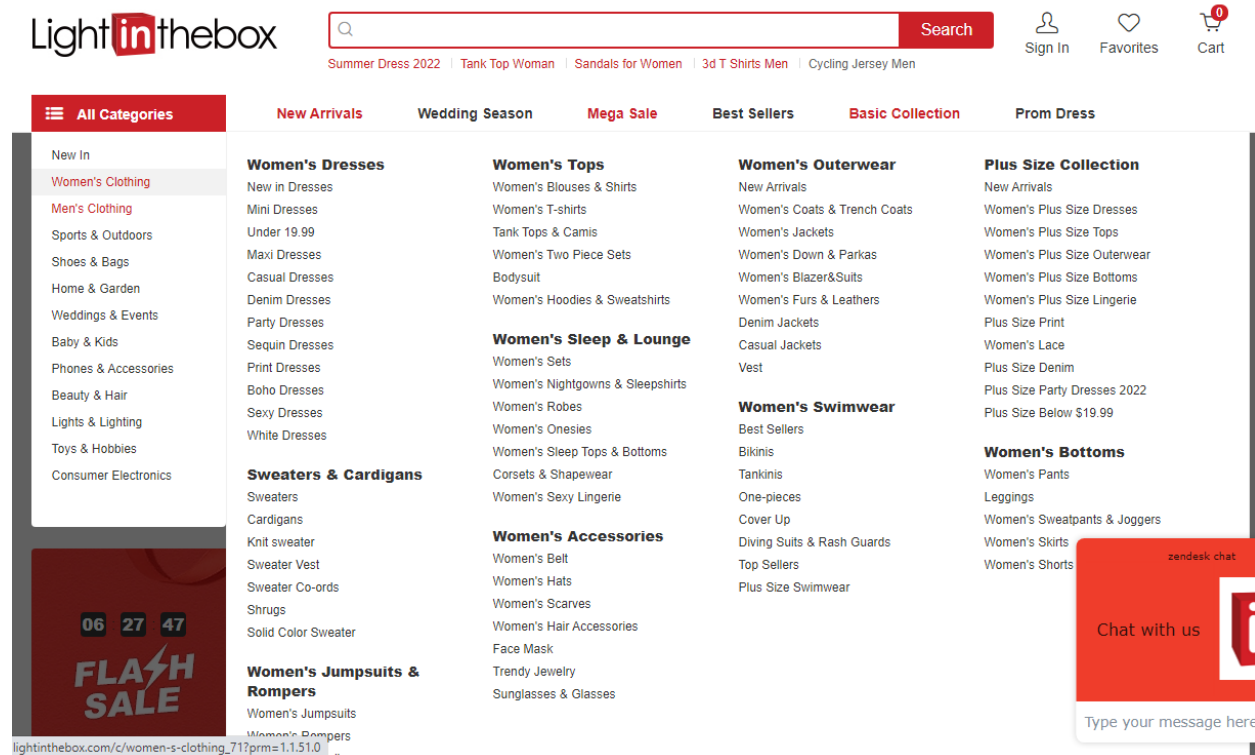 Lightinthebox
Search
0
Sign In
Favorites
Cart
Summer Dress 2022
Tank Top Woman
Sandals for Women
3d T Shirts Men
Cycling Jersey Men
All Categories
New Arrivals
Wedding Season
Mega Sale
Best Sellers
Basic Collection
Prom Dress
New In
Women's Clothing
Men's Clothing
Sports & Outdoors
Shoes & Bags
Home & Garden
Weddings & Events
Baby & Kids
Phones & Accessories
Beauty & Hair
Lights & Lighting
Toys & Hobbies
Consumer Electronics
06 27 47
FLASH
SALE
Women's Dresses
New in Dresses
Mini Dresses
Under 19.99
Maxi Dresses
Casual Dresses
Denim Dresses
Party Dresses
Sequin Dresses
Print Dresses
Boho Dresses
Sexy Dresses
White Dresses
Sweaters & Cardigans
Sweaters
Cardigans
Knit sweater
Sweater Vest
Sweater Co-ords
Shrugs
Solid Color Sweater
Women's Jumpsuits &
Rompers
Women's Jumpsuits
Women's Rompers
Women's Tops
Women's Blouses & Shirts
Women's T-shirts
Tank Tops & Camis
Women's Two Piece Sets
Bodysuit
Women's Hoodies & Sweatshirts
Women's Sleep & Lounge
Women's Sets
Women's Nightgowns & Sleepshirts
Women's Robes
Women's Onesies
Women's Sleep Tops & Bottoms
Corsets & Shapewear
Women's Sexy Lingerie
Women's Accessories
Women's Belt
Women's Hats
Women's Scarves
Women's Hair Accessories
Face Mask
Trendy Jewelry
Sunglasses & Glasses
Women's Outerwear
New Arrivals
Women's Coats & Trench Coats
Women's Jackets
Women's Down & Parkas
Women's Blazer&Suits
Women's Furs & Leathers
Denim Jackets
Casual Jackets
Vest
Women's Swimwear
Best Sellers
Bikinis
Tankinis
One-pieces
Cover Up
Diving Suits & Rash Guards
Top Sellers
Plus Size Swimwear
Plus Size Collection
New Arrivals
Women's Plus Size Dresses
Women's Plus Size Tops
Women's Plus Size Outerwear
Women's Plus Size Bottoms
Women's Plus Size Lingerie
Plus Size Print
Women's Lace
Plus Size Denim
Plus Size Party Dresses 2022
Plus Size Below $19.99
Women's Bottoms
Women's Pants
Leggings
Women's Sweatpants & Joggers
Women's Skirts
Women's Shorts
zendesk chat
Chat with us
Type your message here
lightinthebox.com/c/women-s-clothing_71?prm=1.1.51.0